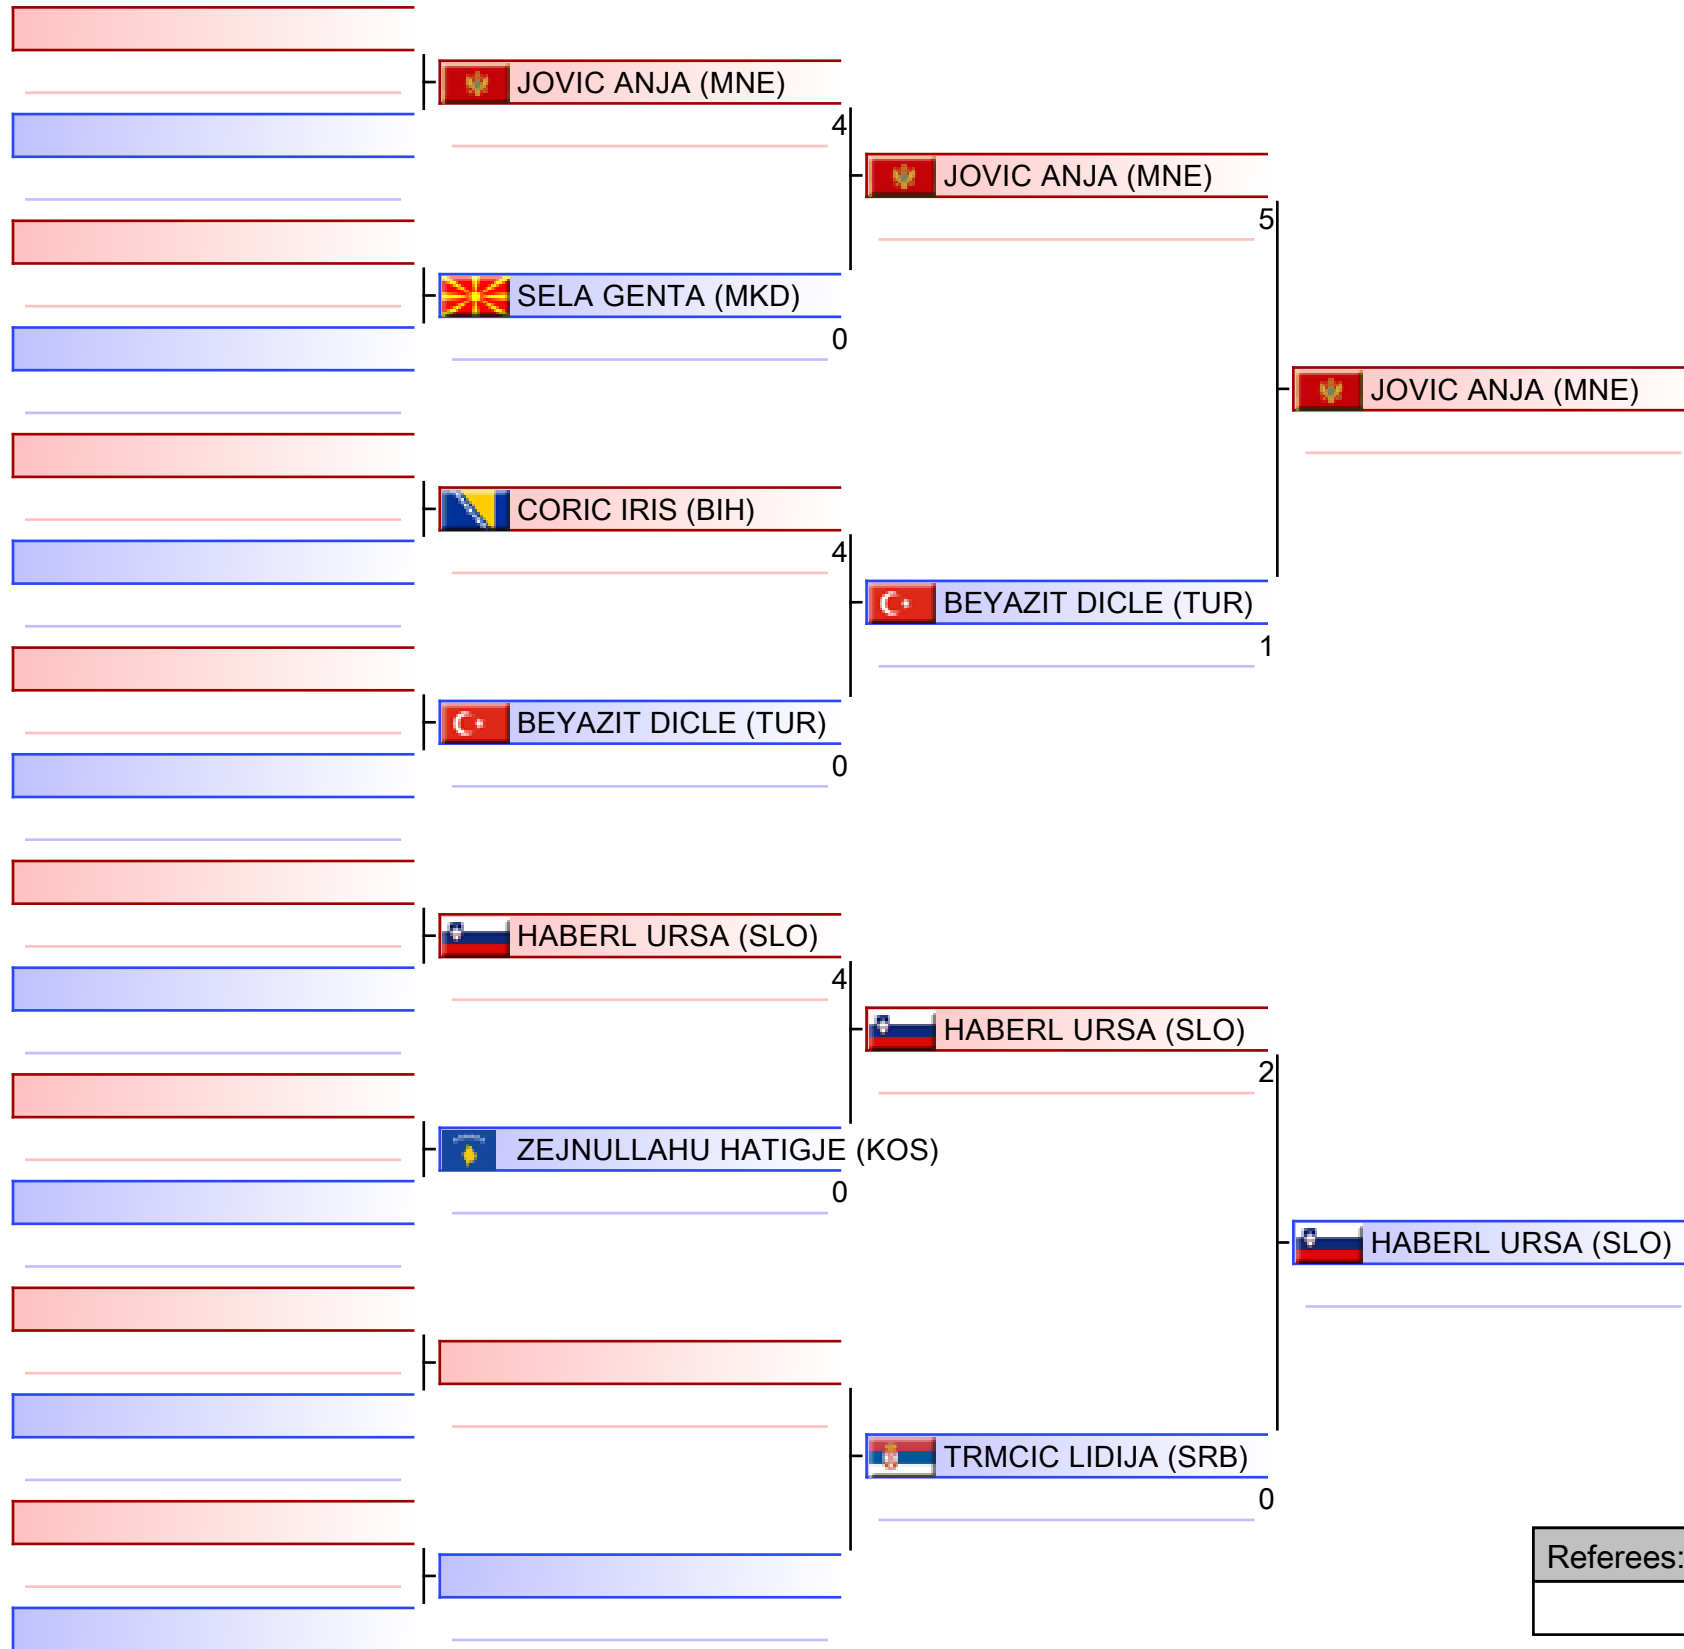 JOVIC ANJA (MNE)
4
JOVIC ANJA (MNE)
5
SELA GENTA (MKD)
0
JOVIC ANJA (MNE)
CORIC IRIS (BIH)
4
BEYAZIT DICLE (TUR)
1
BEYAZIT DICLE (TUR)
0
HABERL URSA (SLO)
4
HABERL URSA (SLO)
2
ZEJNULLAHU HATIGJE (KOS)
0
HABERL URSA (SLO)
TRMCIC LIDIJA (SRB)
0
Referees: